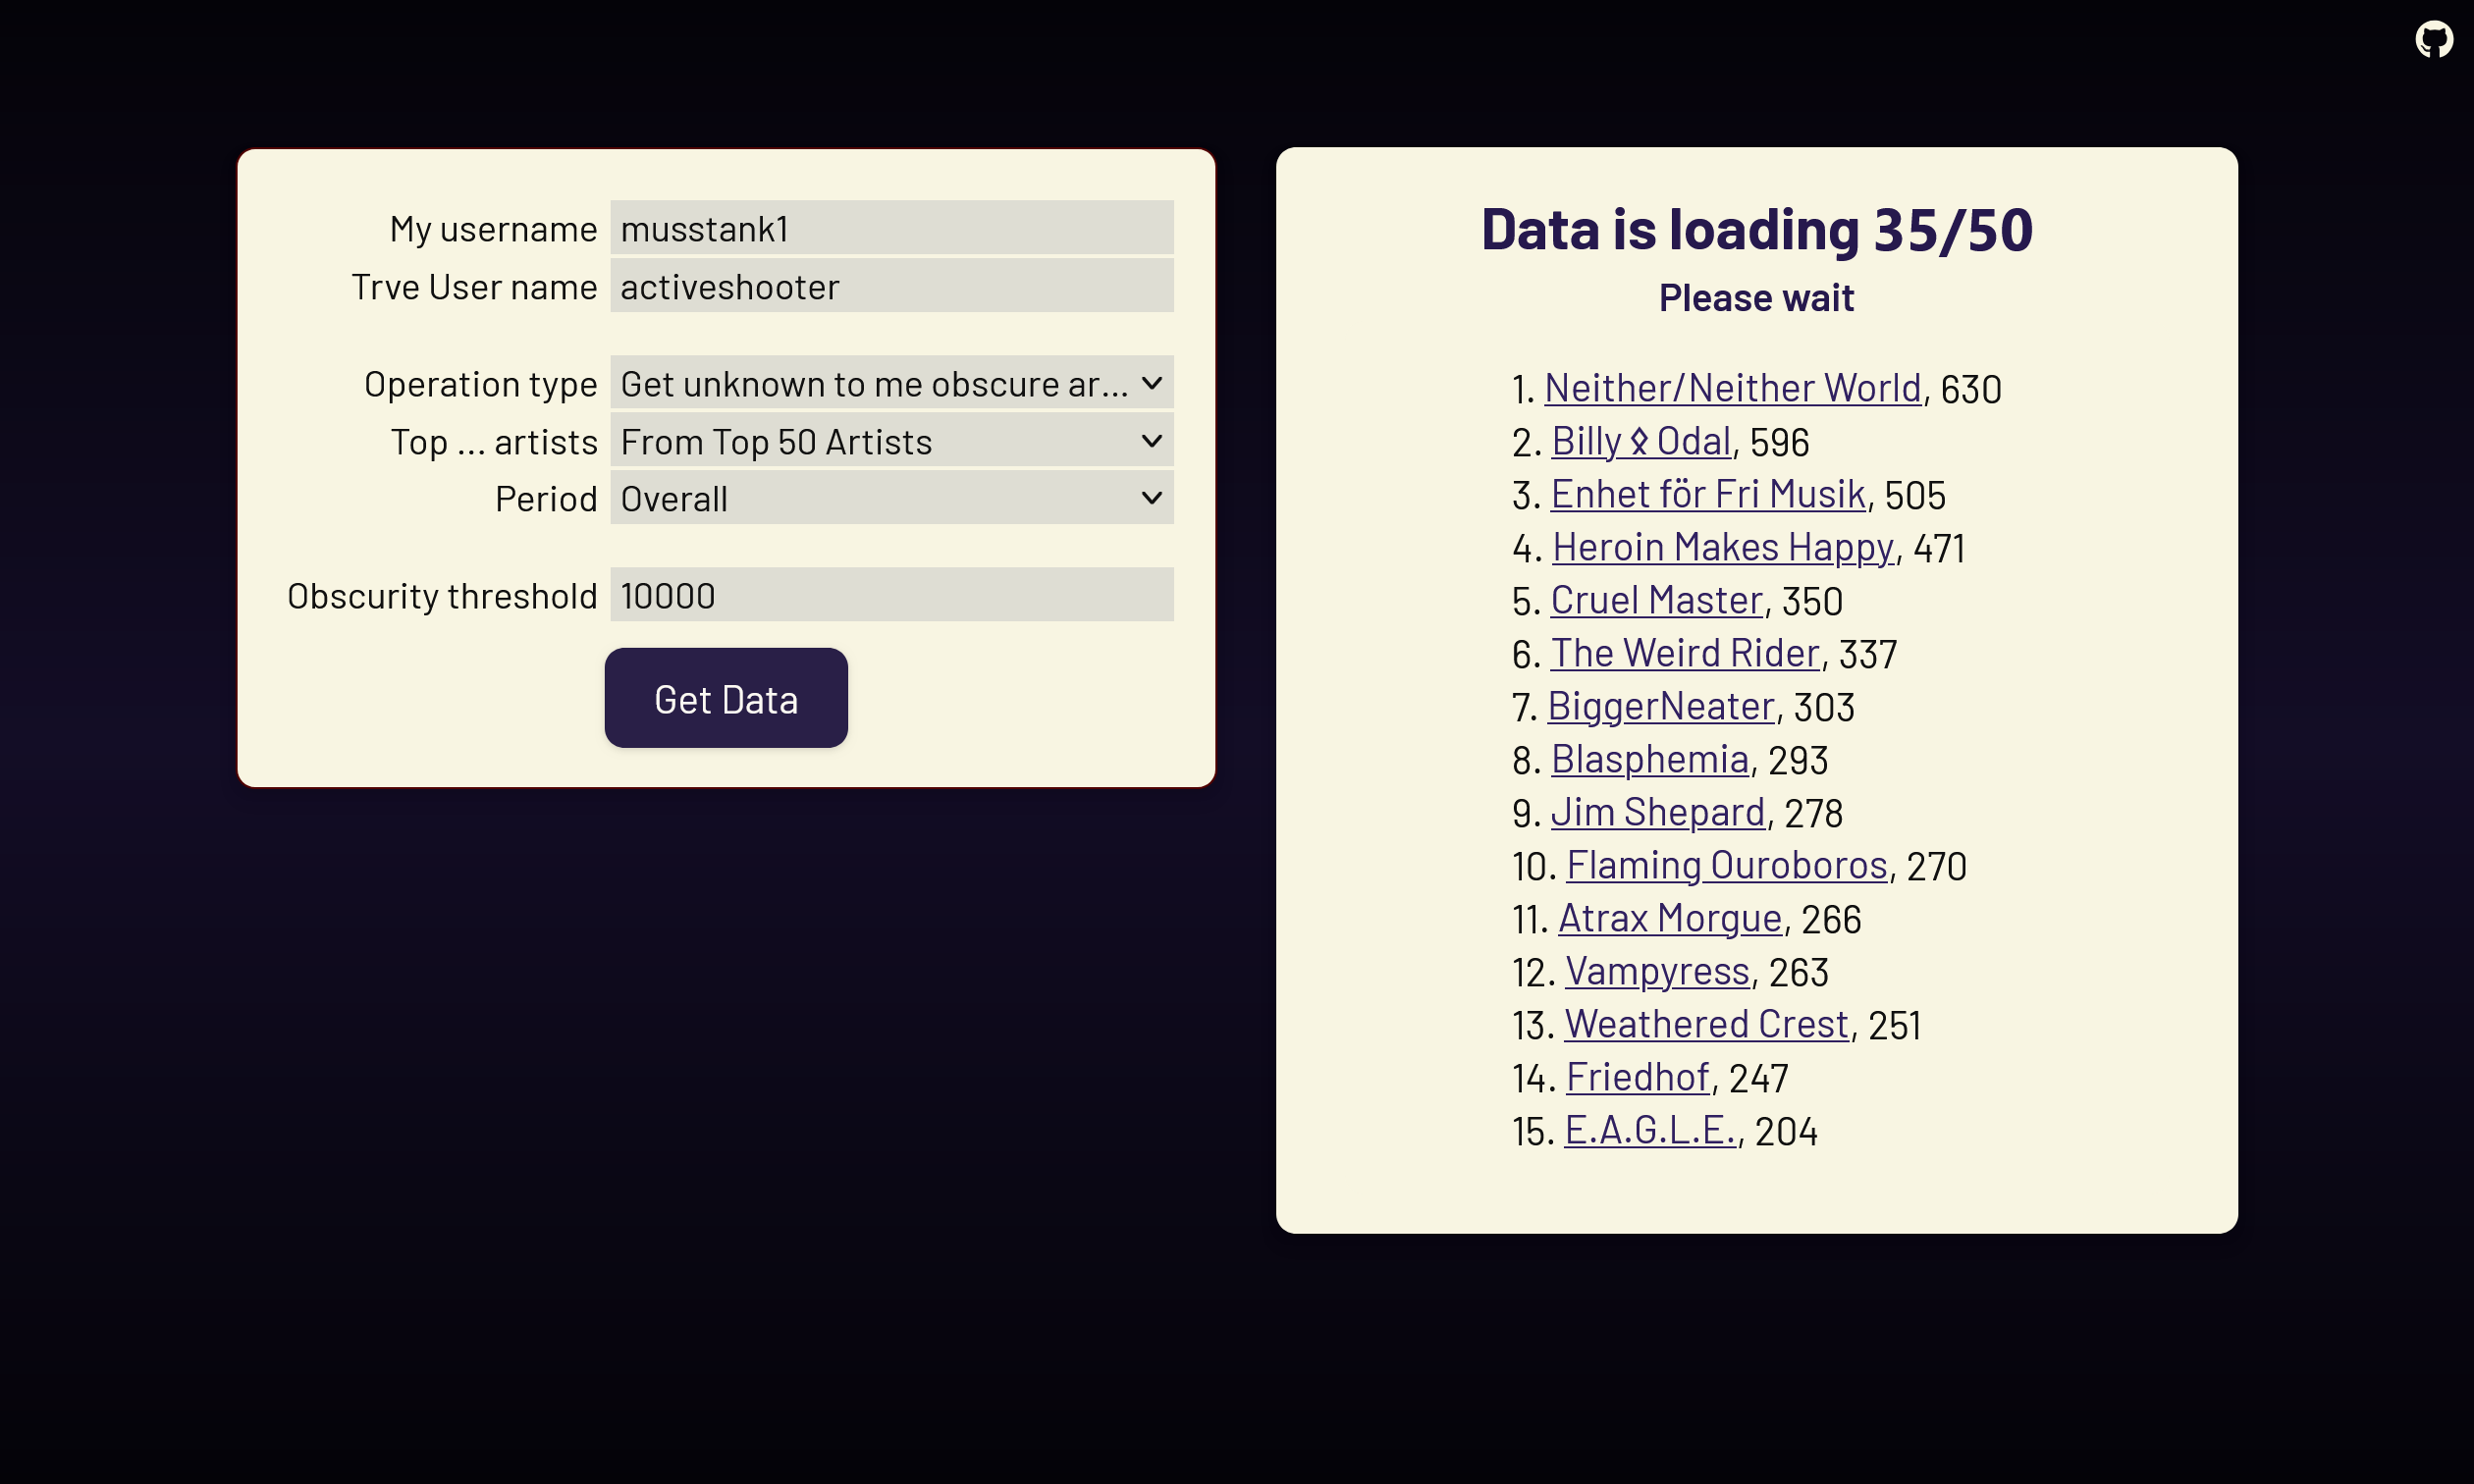 My username musstank1
Trve User name activeshooter
Operation type Get unknown to me obscure ar...
Top ... artists From Top 50 Artists
Period Overall
Obscurity threshold 10000
Get Data
Data is loading 35/50
Please wait
1. Neither/Neither World, 630
2. Billy ᛟ Odal, 596
3. Enhet för Fri Musik, 505
4. Heroin Makes Happy, 471
5. Cruel Master, 350
6. The Weird Rider, 337
7. BiggerNeater, 303
8. Blasphemia, 293
9. Jim Shepard, 278
10. Flaming Ouroboros, 270
11. Atrax Morgue, 266
12. Vampyress, 263
13. Weathered Crest, 251
14. Friedhof, 247
15. E.A.G.L.E., 204